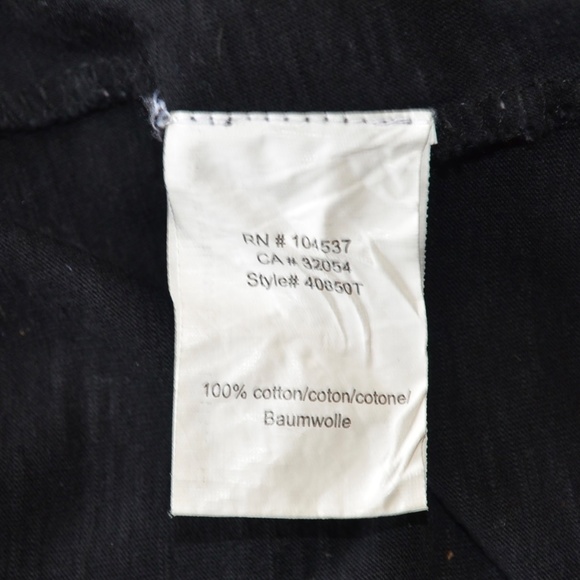 RN # 104537
CA # 32054
Style# 40850T
100% cotton/coton/cotone/
Baumwolle